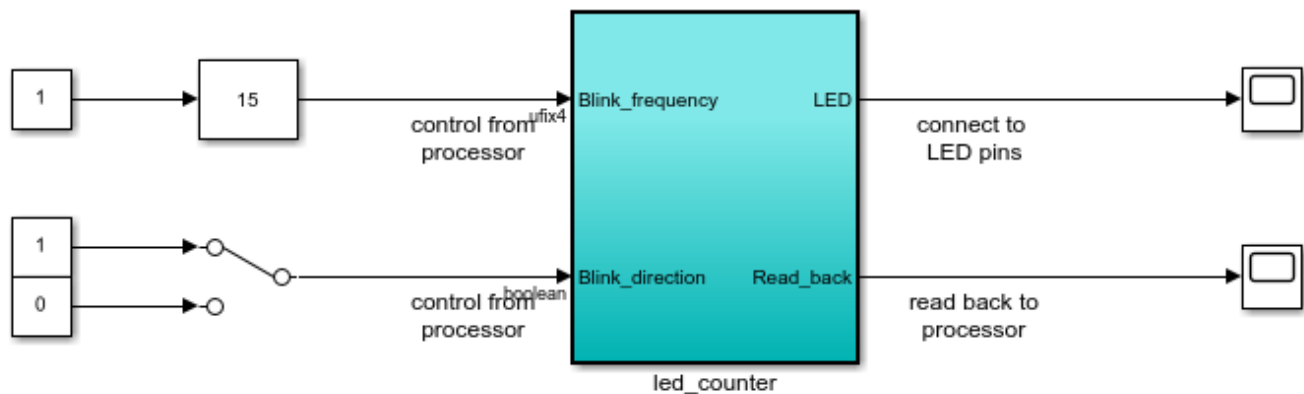 1
15
control from
processor
ufix4
Blink_frequency
LED
connect to
LED pins
1
0
control from
processor
boolean
Blink_direction
Read_back
read back to
processor
led_counter